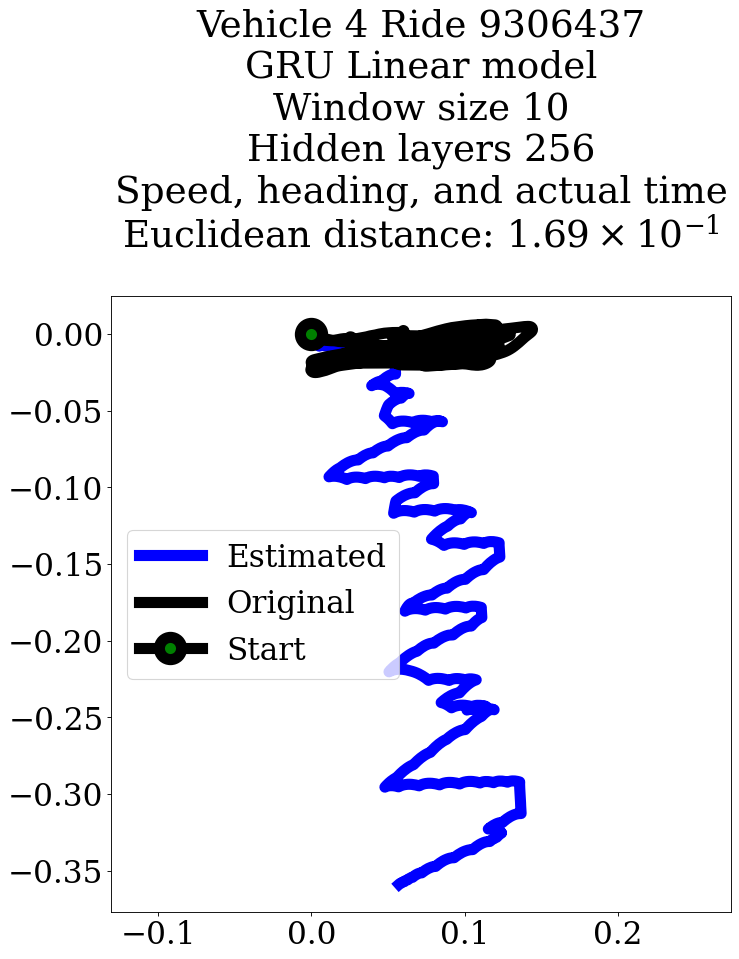 Vehicle 4 Ride 9306437
GRU Linear model
Window size 10
Hidden layers 256
Speed, heading, and actual time
Euclidean distance: 1.69 × 10⁻¹
0.00
−0.05
−0.10
−0.15
−0.20
−0.25
−0.30
−0.35
Estimated
Original
Start
−0.1 0.0 0.1 0.2